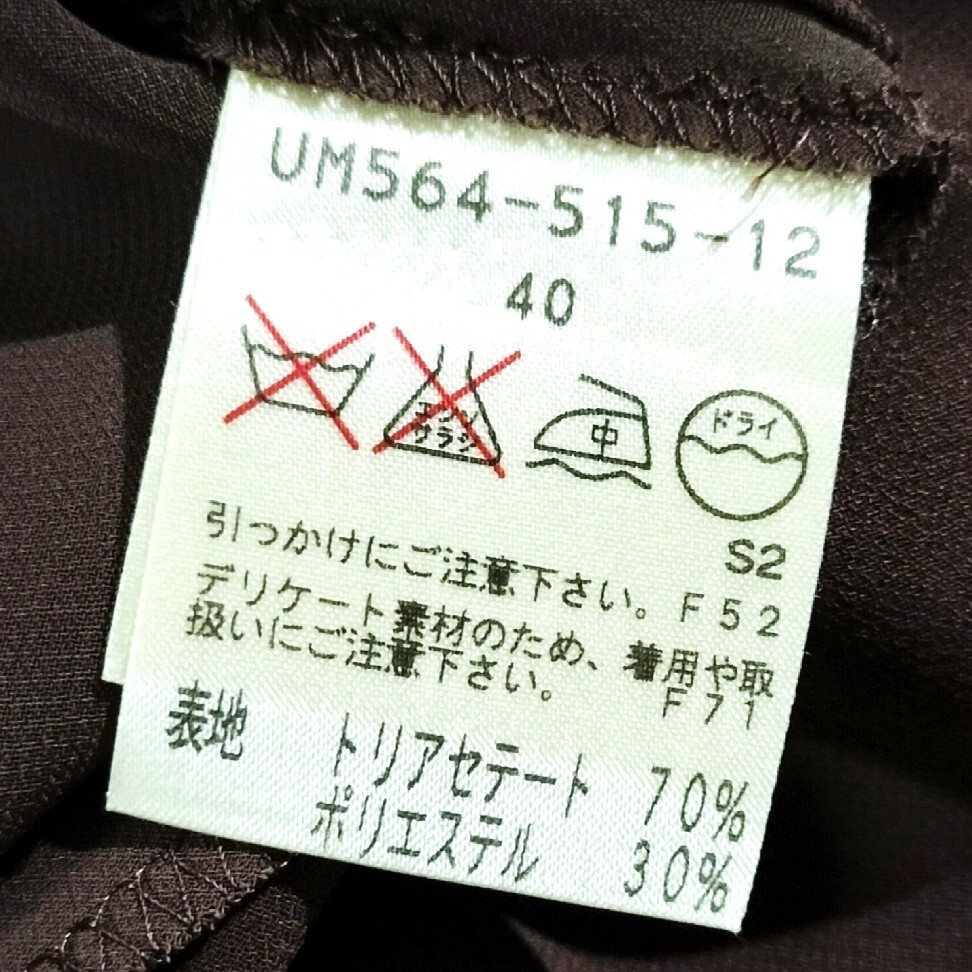 UM564-515-12
40
エンソ
サラシ
中
ドライ
S2
引っかけにご注意下さい。F52
デリケート素材のため、着用や取
扱いにご注意下さい。 F71
表地 トリアセテート 70%
ポリエステル 30%